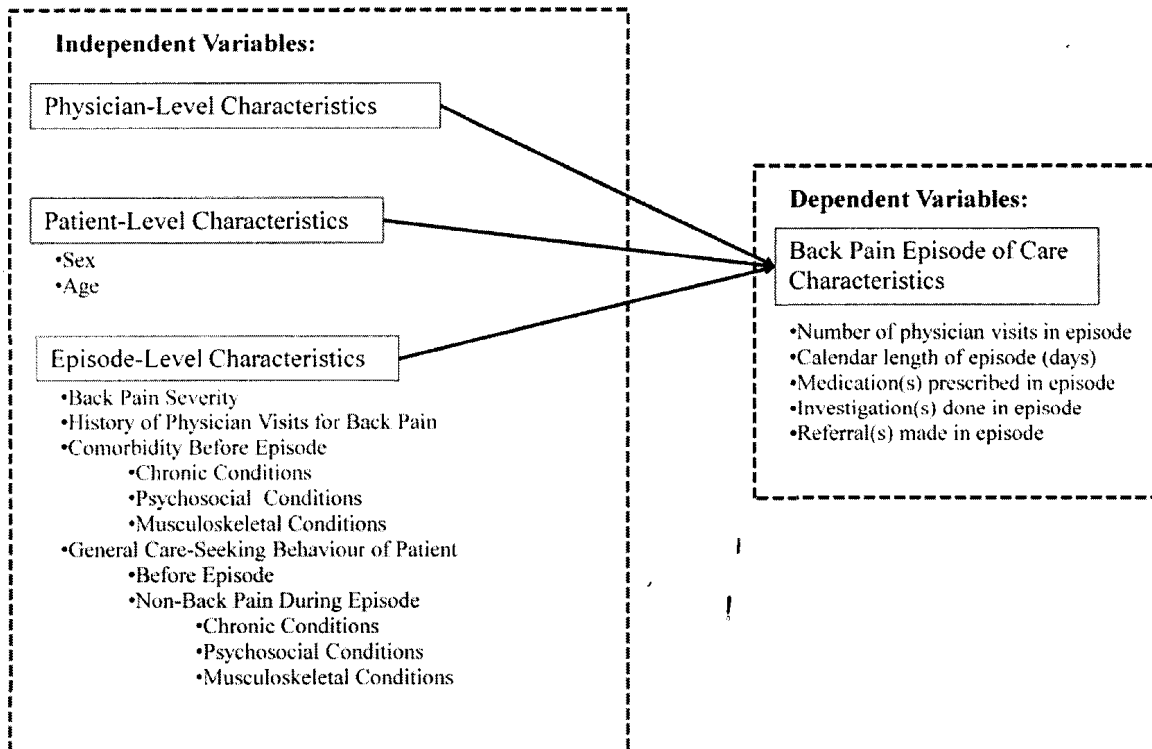 Independent Variables:
Physician-Level Characteristics
Patient-Level Characteristics
•Sex
•Age
Episode-Level Characteristics
•Back Pain Severity
•History of Physician Visits for Back Pain
•Comorbidity Before Episode
•Chronic Conditions
•Psychosocial Conditions
•Musculoskeletal Conditions
•General Care-Seeking Behaviour of Patient
•Before Episode
•Non-Back Pain During Episode
•Chronic Conditions
•Psychosocial Conditions
•Musculoskeletal Conditions
Dependent Variables:
Back Pain Episode of Care
Characteristics
•Number of physician visits in episode
•Calendar length of episode (days)
•Medication(s) prescribed in episode
•Investigation(s) done in episode
•Referral(s) made in episode